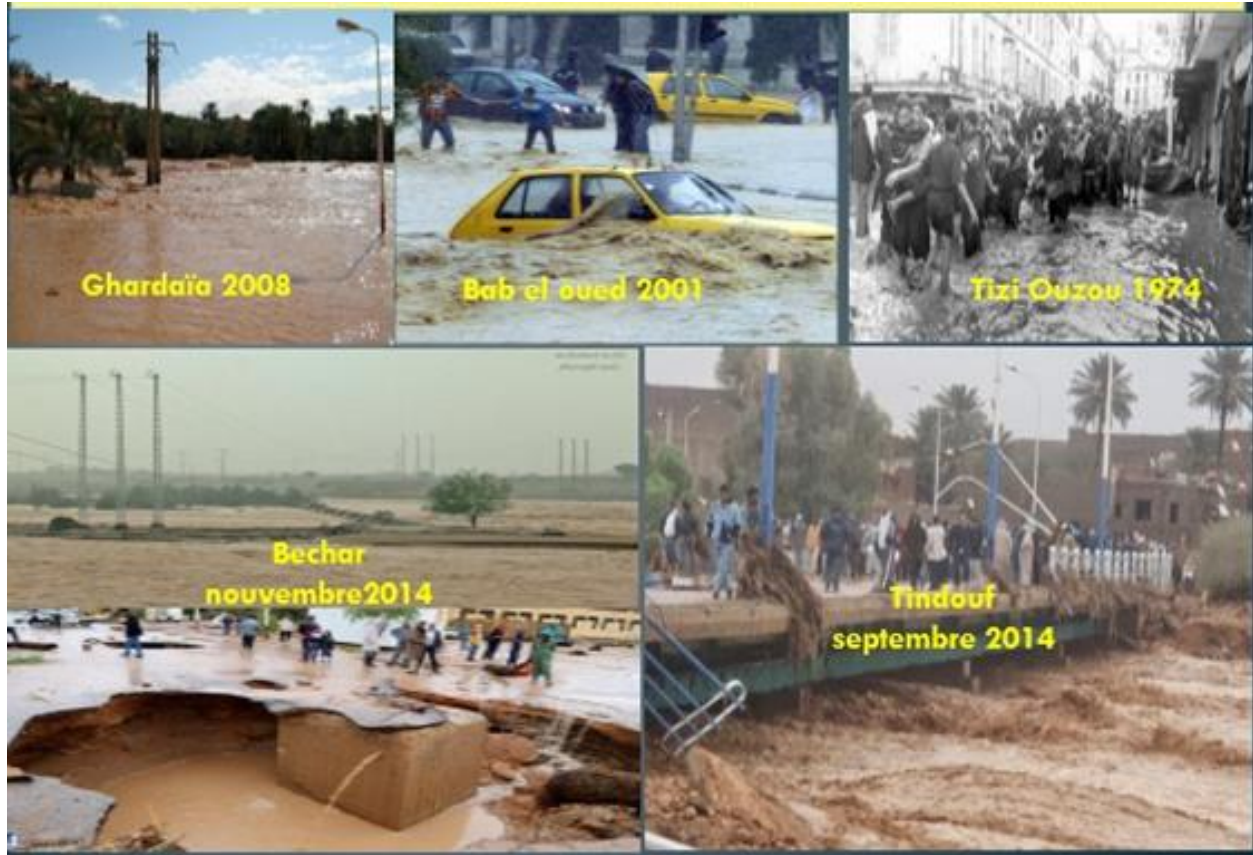 Ghardaïa 2008
Bab el oued 2001
Tizi Ouzou 1974
Bechar
nouvembre2014
Tindouf
septembre 2014